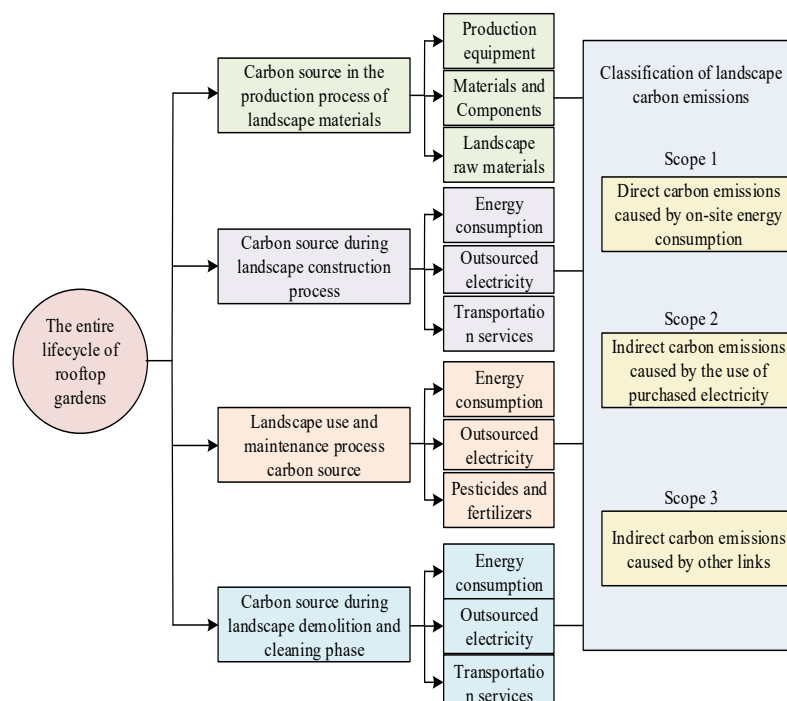 The entire
lifecycle of
rooftop
gardens
Carbon source in the
production process of
landscape materials
Production
equipment
Materials and
Components
Landscape
raw materials
Carbon source during
landscape construction
process
Energy
consumption
Outsourced
electricity
Transportatio
n services
Landscape use and
maintenance process
carbon source
Energy
consumption
Outsourced
electricity
Pesticides and
fertilizers
Carbon source during
landscape demolition and
cleaning phase
Energy
consumption
Outsourced
electricity
Transportatio
n services
Classification of landscape
carbon emissions
Scope 1
Direct carbon emissions
caused by on-site energy
consumption
Scope 2
Indirect carbon emissions
caused by the use of
purchased electricity
Scope 3
Indirect carbon emissions
caused by other links